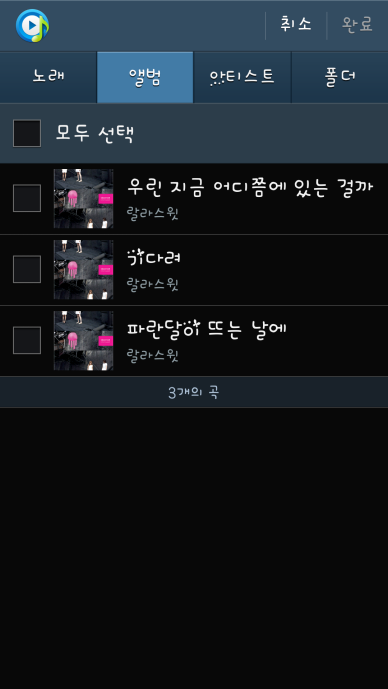 취소
완료
노래
앨범
아티스트
폴더
모두 선택
우린 지금 어디쯤에 있는 걸까
랄라스윗
기다려
랄라스윗
파란달이 뜨는 날에
랄라스윗
3개의 곡